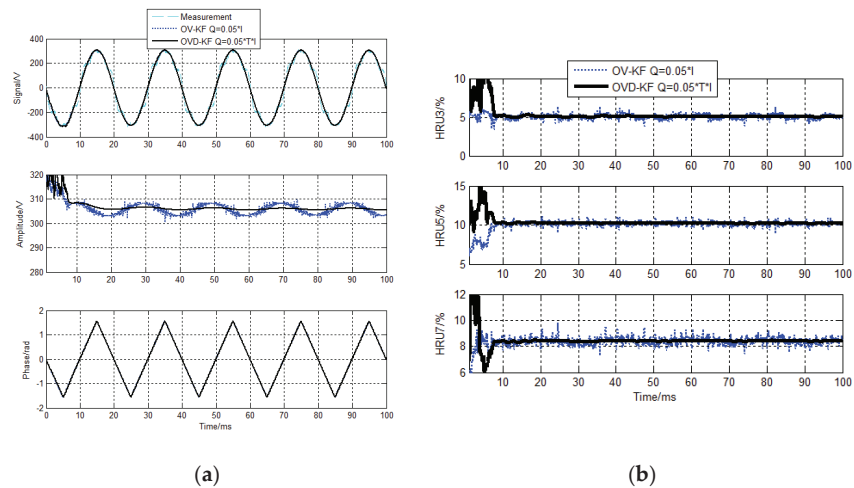 Measurement
OV-KF Q=0.05*I
OVD-KF Q=0.05*T*I
Signal/V
400
200
0
-200
-400
0 10 20 30 40 50 60 70 80 90 100
Amplitude/V
320
310
300
290
280
0 10 20 30 40 50 60 70 80 90 100
Phase/rad
2
1
0
-1
-2
0 10 20 30 40 50 60 70 80 90 100
Time/ms
(a)
OV-KF Q=0.05*I
OVD-KF Q=0.05*T*I
HRU3/%
10
5
0
10 20 30 40 50 60 70 80 90 100
HRU5/%
15
10
5
10 20 30 40 50 60 70 80 90 100
HRU7/%
12
10
8
6
10 20 30 40 50 60 70 80 90 100
Time/ms
(b)